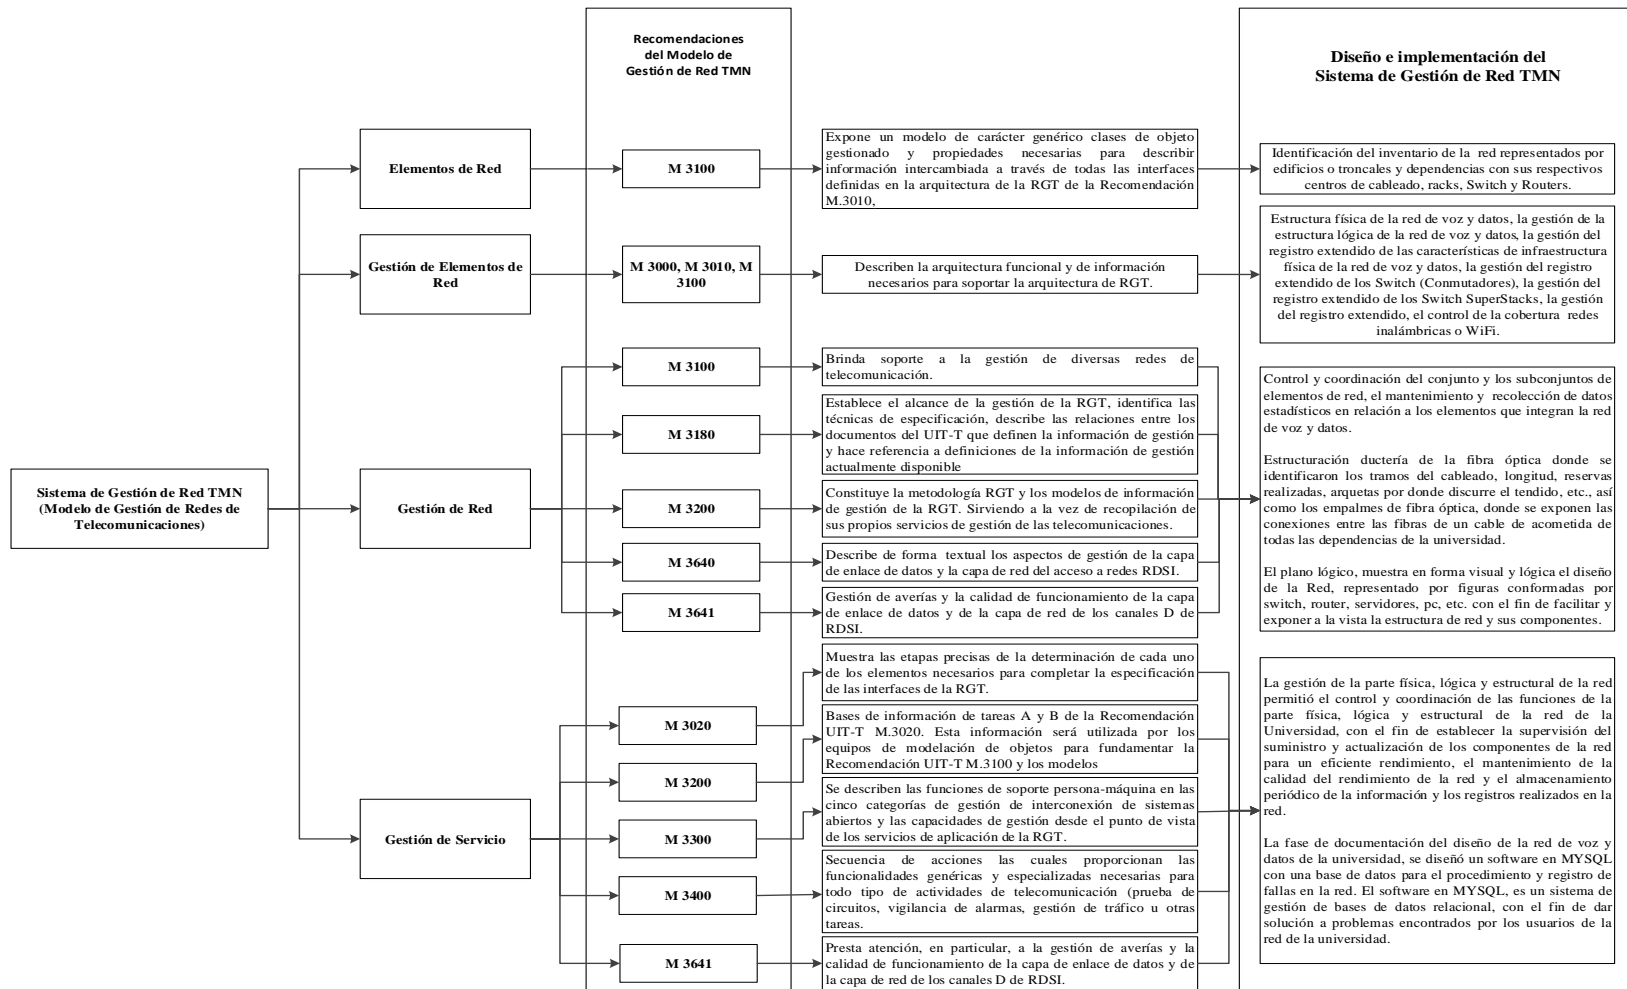 Recomendaciones
del Modelo de
Gestión de Red TMN
Diseño e implementación del
Sistema de Gestión de Red TMN
Sistema de Gestión de Red TMN
(Modelo de Gestión de Redes de
Telecomunicaciones)
Elementos de Red
M 3100
Expone un modelo de carácter genérico clases de objeto
gestionado y propiedades necesarias para describir
información intercambiada a través de todas las interfaces
definidas en la arquitectura de la RGT de la Recomendación
M.3010,
Identificación del inventario de la red representados por
edificios o troncales y dependencias con sus respectivos
centros de cableado, racks, Switch y Routers.
Gestión de Elementos de
Red
M 3000, M 3010, M
3100
Describen la arquitectura funcional y de información
necesarios para soportar la arquitectura de RGT.
Estructura física de la red de voz y datos, la gestión de la
estructura lógica de la red de voz y datos, la gestión del
registro extendido de las características de infraestructura
física de la red de voz y datos, la gestión del registro
extendido de los Switch (Conmutadores), la gestión del
registro extendido de los Switch SuperStacks, la gestión
del registro extendido, el control de la cobertura redes
inalámbricas o WiFi.
Gestión de Red
M 3100
Brinda soporte a la gestión de diversas redes de
telecomunicación.
M 3180
Establece el alcance de la gestión de la RGT, identifica las
técnicas de especificación, describe las relaciones entre los
documentos del UIT-T que definen la información de gestión
y hace referencia a definiciones de la información de gestión
actualmente disponible
M 3200
Constituye la metodología RGT y los modelos de información
de gestión de la RGT. Sirviendo a la vez de recopilación de
sus propios servicios de gestión de las telecomunicaciones.
M 3640
Describe de forma textual los aspectos de gestión de la capa
de enlace de datos y la capa de red del acceso a redes RDSI.
M 3641
Gestión de averías y la calidad de funcionamiento de la capa
de enlace de datos y de la capa de red de los canales D de
RDSI.
Control y coordinación del conjunto y los subconjuntos de
elementos de red, el mantenimiento y recolección de datos
estadísticos en relación a los elementos que integran la red
de voz y datos.
Estructuración ductería de la fibra óptica donde se
identificaron los tramos del cableado, longitud, reservas
realizadas, arquetas por donde discurre el tendido, etc., así
como los empalmes de fibra óptica, donde se exponen las
conexiones entre las fibras de un cable de acometida de
todas las dependencias de la universidad.
El plano lógico, muestra en forma visual y lógica el diseño
de la Red, representado por figuras conformadas por
switch, router, servidores, pc, etc. con el fin de facilitar y
exponer a la vista la estructura de red y sus componentes.
Gestión de Servicio
M 3020
Muestra las etapas precisas de la determinación de cada uno
de los elementos necesarios para completar la especificación
de las interfaces de la RGT.
M 3200
Bases de información de tareas A y B de la Recomendación
UIT-T M.3020. Esta información será utilizada por los
equipos de modelación de objetos para fundamentar la
Recomendación UIT-T M.3100 y los modelos
M 3300
Se describen las funciones de soporte persona-máquina en las
cinco categorías de gestión de interconexión de sistemas
abiertos y las capacidades de gestión desde el punto de vista
de los servicios de aplicación de la RGT.
M 3400
Secuencia de acciones las cuales proporcionan las
funcionalidades genéricas y especializadas necesarias para
todo tipo de actividades de telecomunicación (prueba de
circuitos, vigilancia de alarmas, gestión de tráfico u otras
tareas.
M 3641
Presta atención, en particular, a la gestión de averías y la
calidad de funcionamiento de la capa de enlace de datos y de
la capa de red de los canales D de RDSI.
La gestión de la parte física, lógica y estructural de la red
permitió el control y coordinación de las funciones de la
parte física, lógica y estructural de la red de la
Universidad, con el fin de establecer la supervisión del
suministro y actualización de los componentes de la red
para un eficiente rendimiento, el mantenimiento de la
calidad del rendimiento de la red y el almacenamiento
periódico de la información y los registros realizados en la
red.
La fase de documentación del diseño de la red de voz y
datos de la universidad, se diseñó un software en MYSQL
con una base de datos para el procedimiento y registro de
fallas en la red. El software en MYSQL, es un sistema de
gestión de bases de datos relacional, con el fin de dar
solución a problemas encontrados por los usuarios de la
red de la universidad.